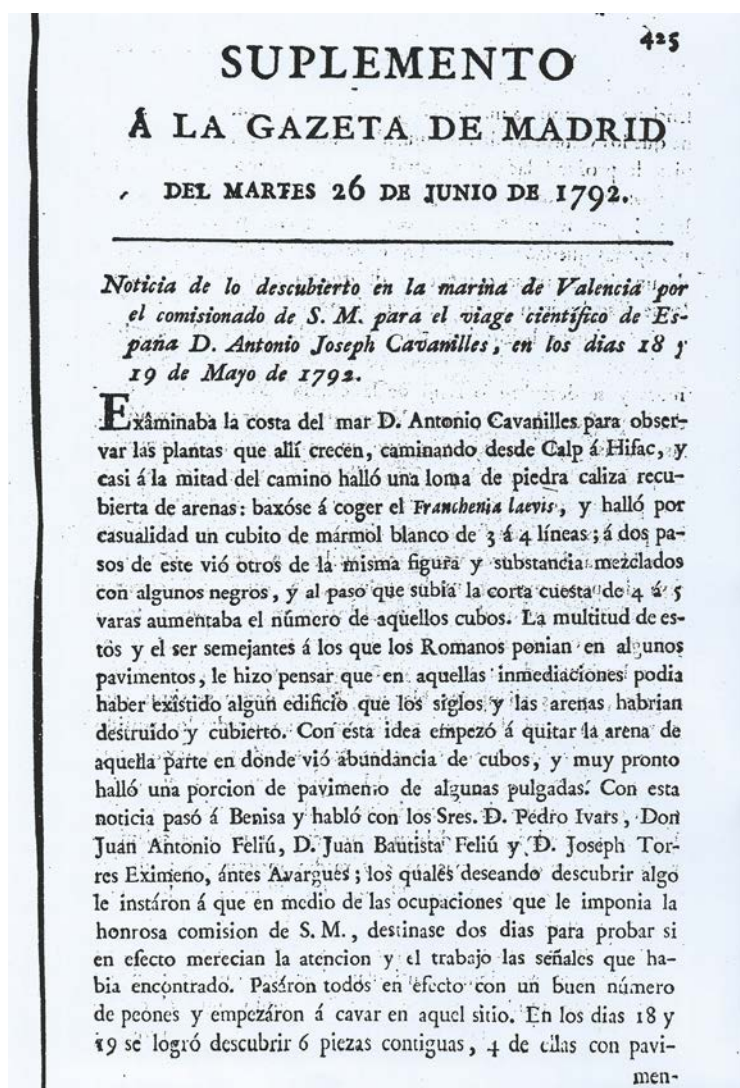 425
SUPLEMENTO
Á LA GAZETA DE MADRID
DEL MARTES 26 DE JUNIO DE 1792.
Noticia de lo descubierto en la marina de Valencia por
el comisionado de S. M. para el viage científico de Es-
paña D. Antonio Joseph Cavanilles, en los dias 18 y
19 de Mayo de 1792.
Exâminaba la costa del mar D. Antonio Cavanilles para obser-
var las plantas que allí crecen, caminando desde Calp á Hifac, y
casi á la mitad del camino halló una loma de piedra caliza recu-
bierta de arenas: baxóse á coger el Franchenia laevis, y halló por
casualidad un cubito de mármol blanco de 3 á 4 líneas; á dos pa-
sos de este vió otros de la misma figura y substancia mezclados
con algunos negros, y al paso que subia la corta cuesta de 4 á 5
varas aumentaba el número de aquellos cubos. La multitud de es-
tos y el ser semejantes á los que los Romanos ponian en algunos
pavimentos, le hizo pensar que en aquellas inmediaciones podia
haber existido algun edificio que los siglos y las arenas habrian
destruido y cubierto. Con esta idea empezó á quitar la arena de
aquella parte en donde vió abundancia de cubos, y muy pronto
halló una porcion de pavimento de algunas pulgadas. Con esta
noticia pasó á Benisa y habló con los Sres. D. Pedro Ivars, Don
Juan Antonio Feliú, D. Juan Bautista Feliú y D. Joseph Tor-
res Eximeno, ántes Avargues; los quales deseando descubrir algo
le instáron á que en medio de las ocupaciones que le imponia la
honrosa comision de S. M., destinase dos dias para probar si
en efecto merecian la atencion y el trabajo las señales que ha-
bia encontrado. Pasáron todos en efecto con un buen número
de peones y empezáron á cavar en aquel sitio. En los dias 18 y
19 se logró descubrir 6 piezas contiguas, 4 de ellas con pavi-
men-